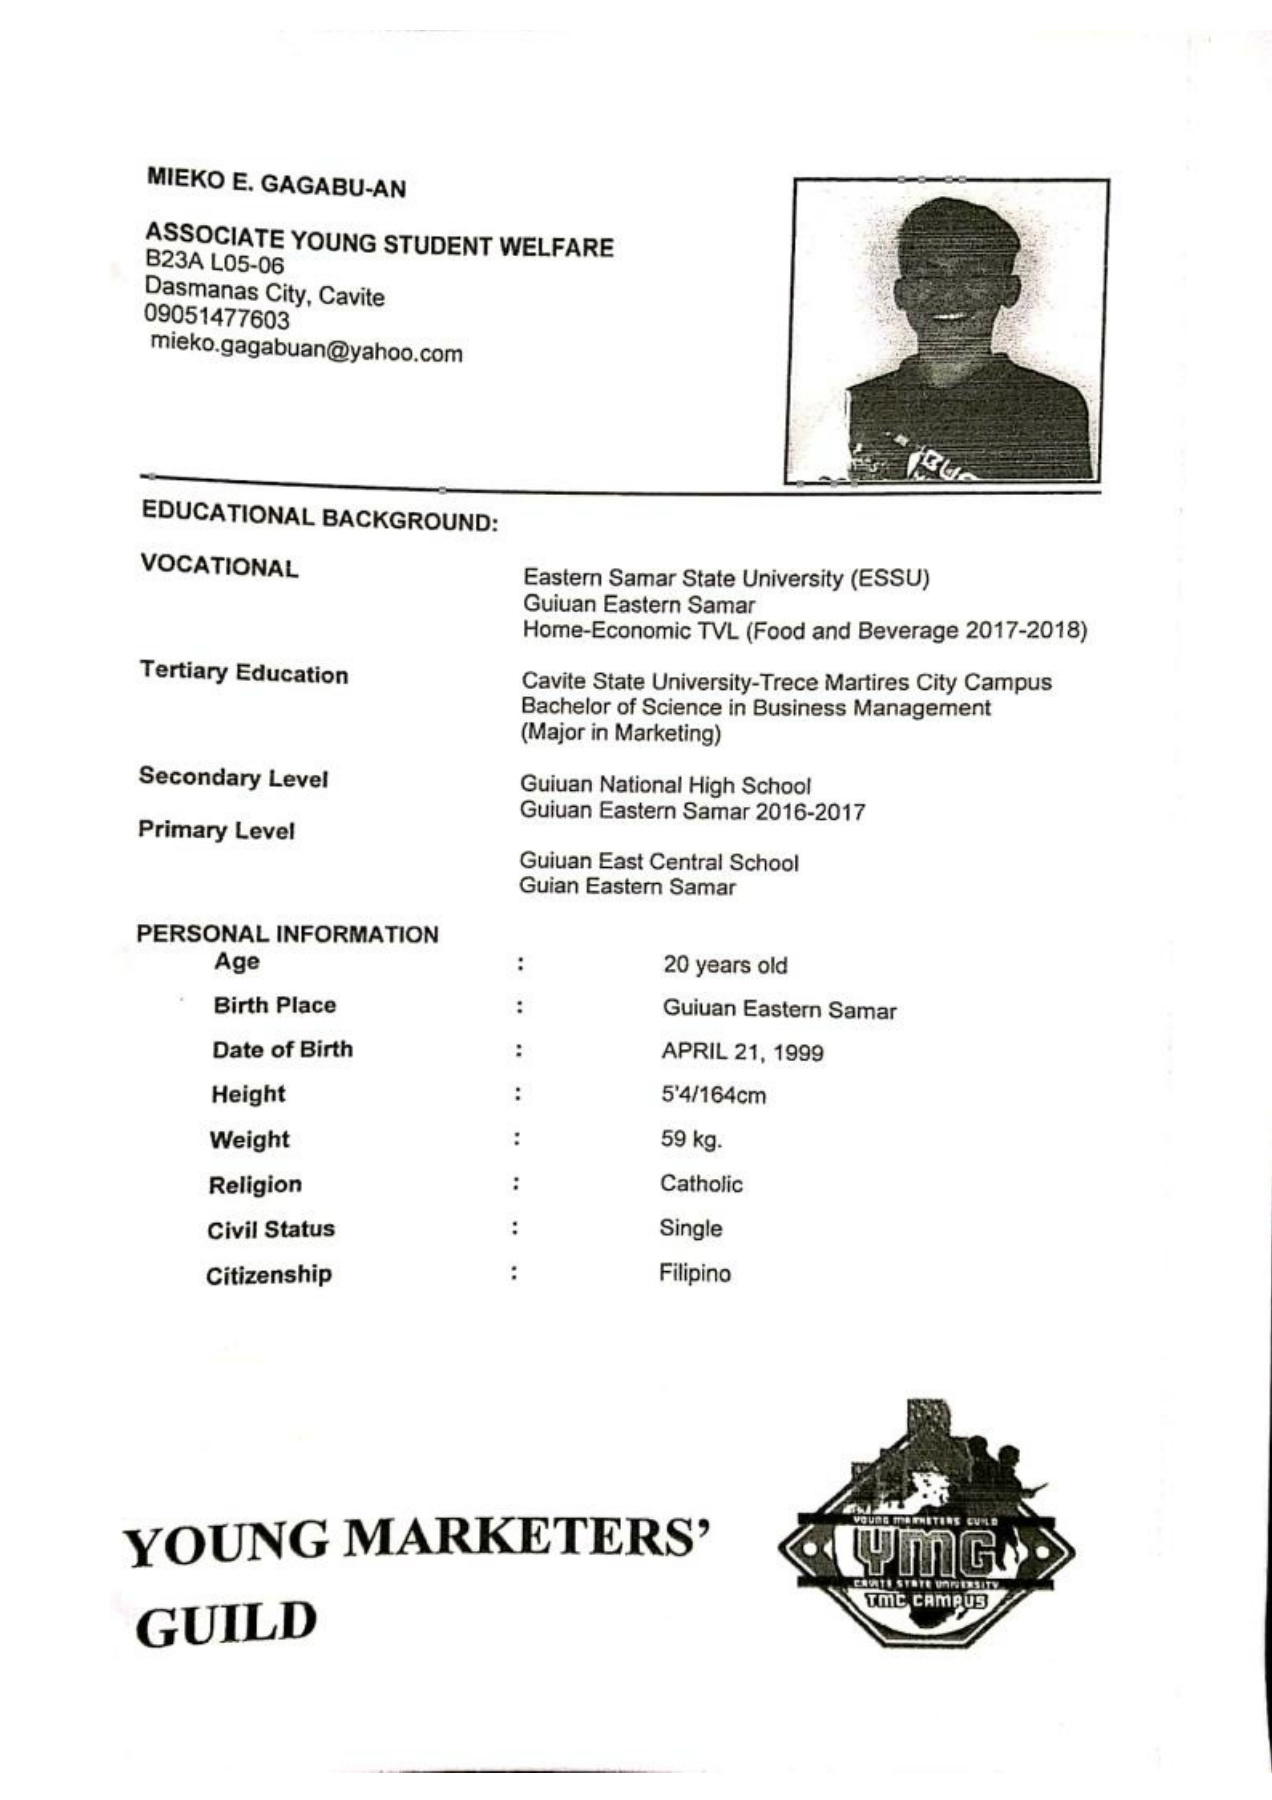 MIEKO E. GAGABU-AN
ASSOCIATE YOUNG STUDENT WELFARE
B23A L05-06
Dasmanas City, Cavite
09051477603
mieko.gagabuan@yahoo.com
EDUCATIONAL BACKGROUND:
VOCATIONAL
Eastern Samar State University (ESSU)
Guiuan Eastern Samar
Home-Economic TVL (Food and Beverage 2017-2018)
Tertiary Education
Cavite State University-Trece Martires City Campus
Bachelor of Science in Business Management
(Major in Marketing)
Secondary Level
Guiuan National High School
Guiuan Eastern Samar 2016-2017
Primary Level
Guiuan East Central School
Guian Eastern Samar
PERSONAL INFORMATION
Age : 20 years old
Birth Place : Guiuan Eastern Samar
Date of Birth : APRIL 21, 1999
Height : 5'4/164cm
Weight : 59 kg.
Religion : Catholic
Civil Status : Single
Citizenship : Filipino
YOUNG MARKETERS'
GUILD
YOUNG MARKETERS GUILD
YMG
CAVITE STATE UNIVERSITY
TMC CAMPUS